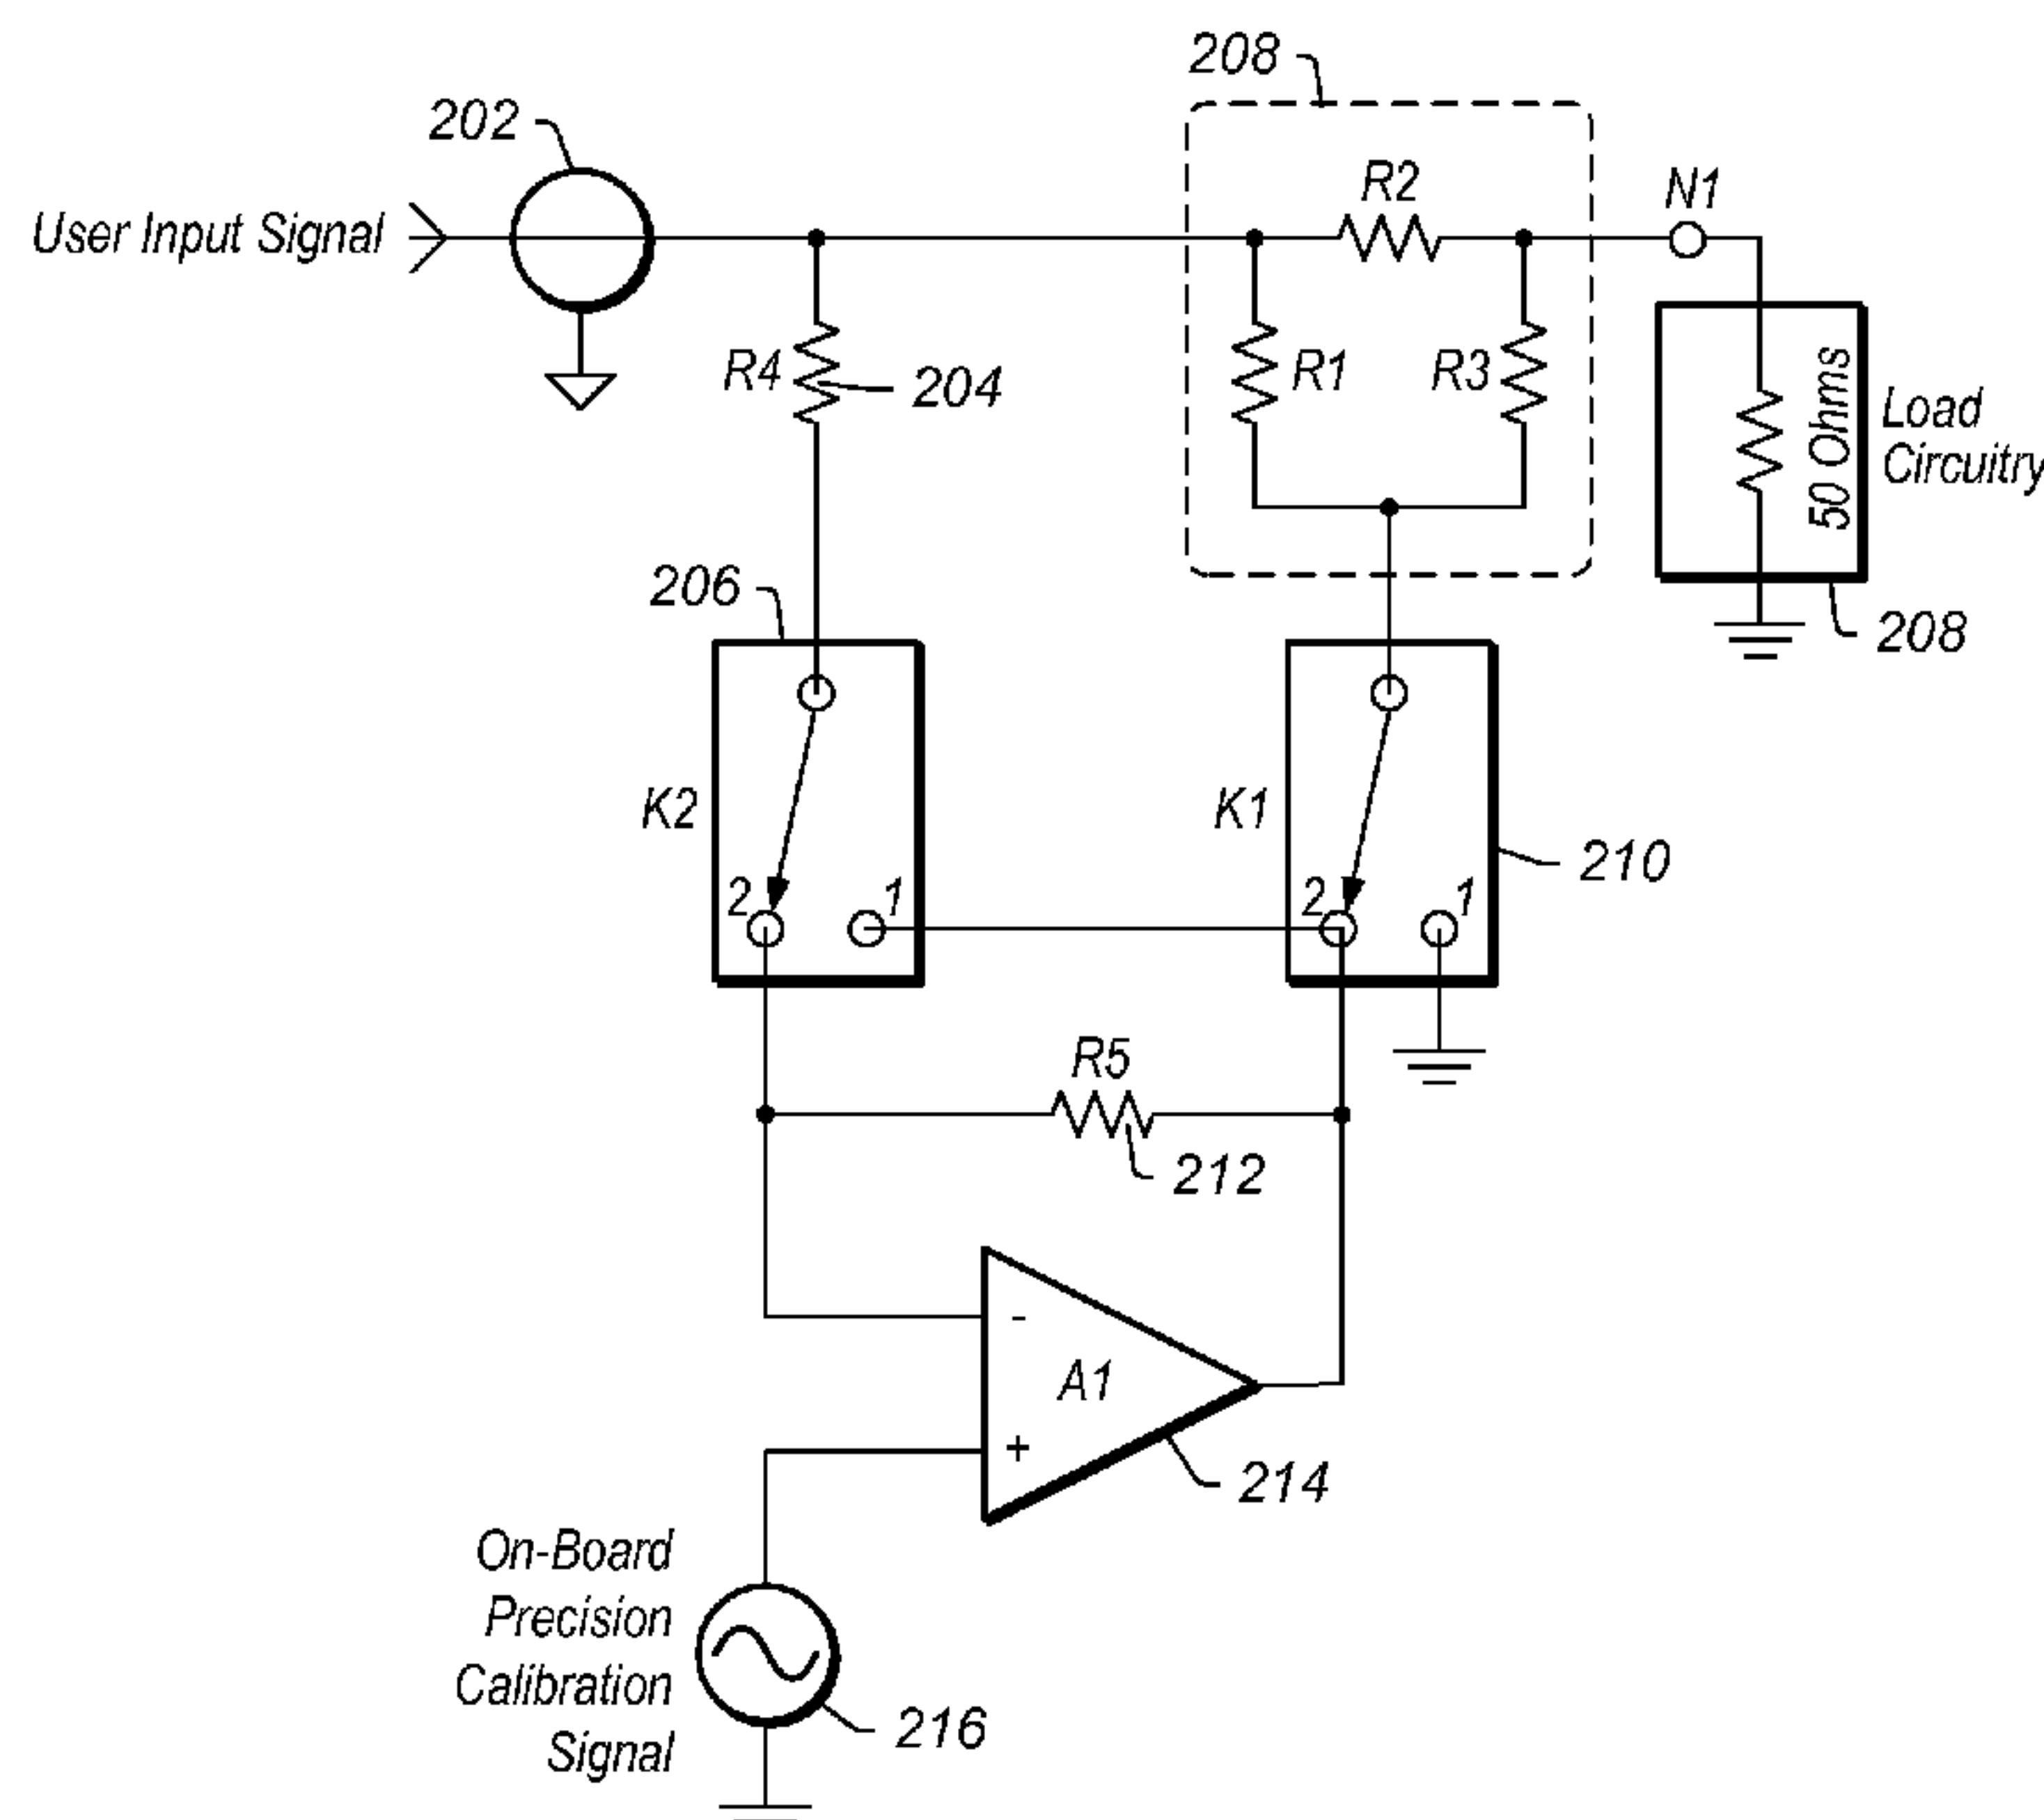 208
202
R2
N1
User Input Signal
R4
204
R1
R3
50 Ohms
Load
Circuitry
206
208
K2
K1
210
2
1
2
1
R5
212
-
A1
+
214
On-Board
Precision
Calibration
Signal
216